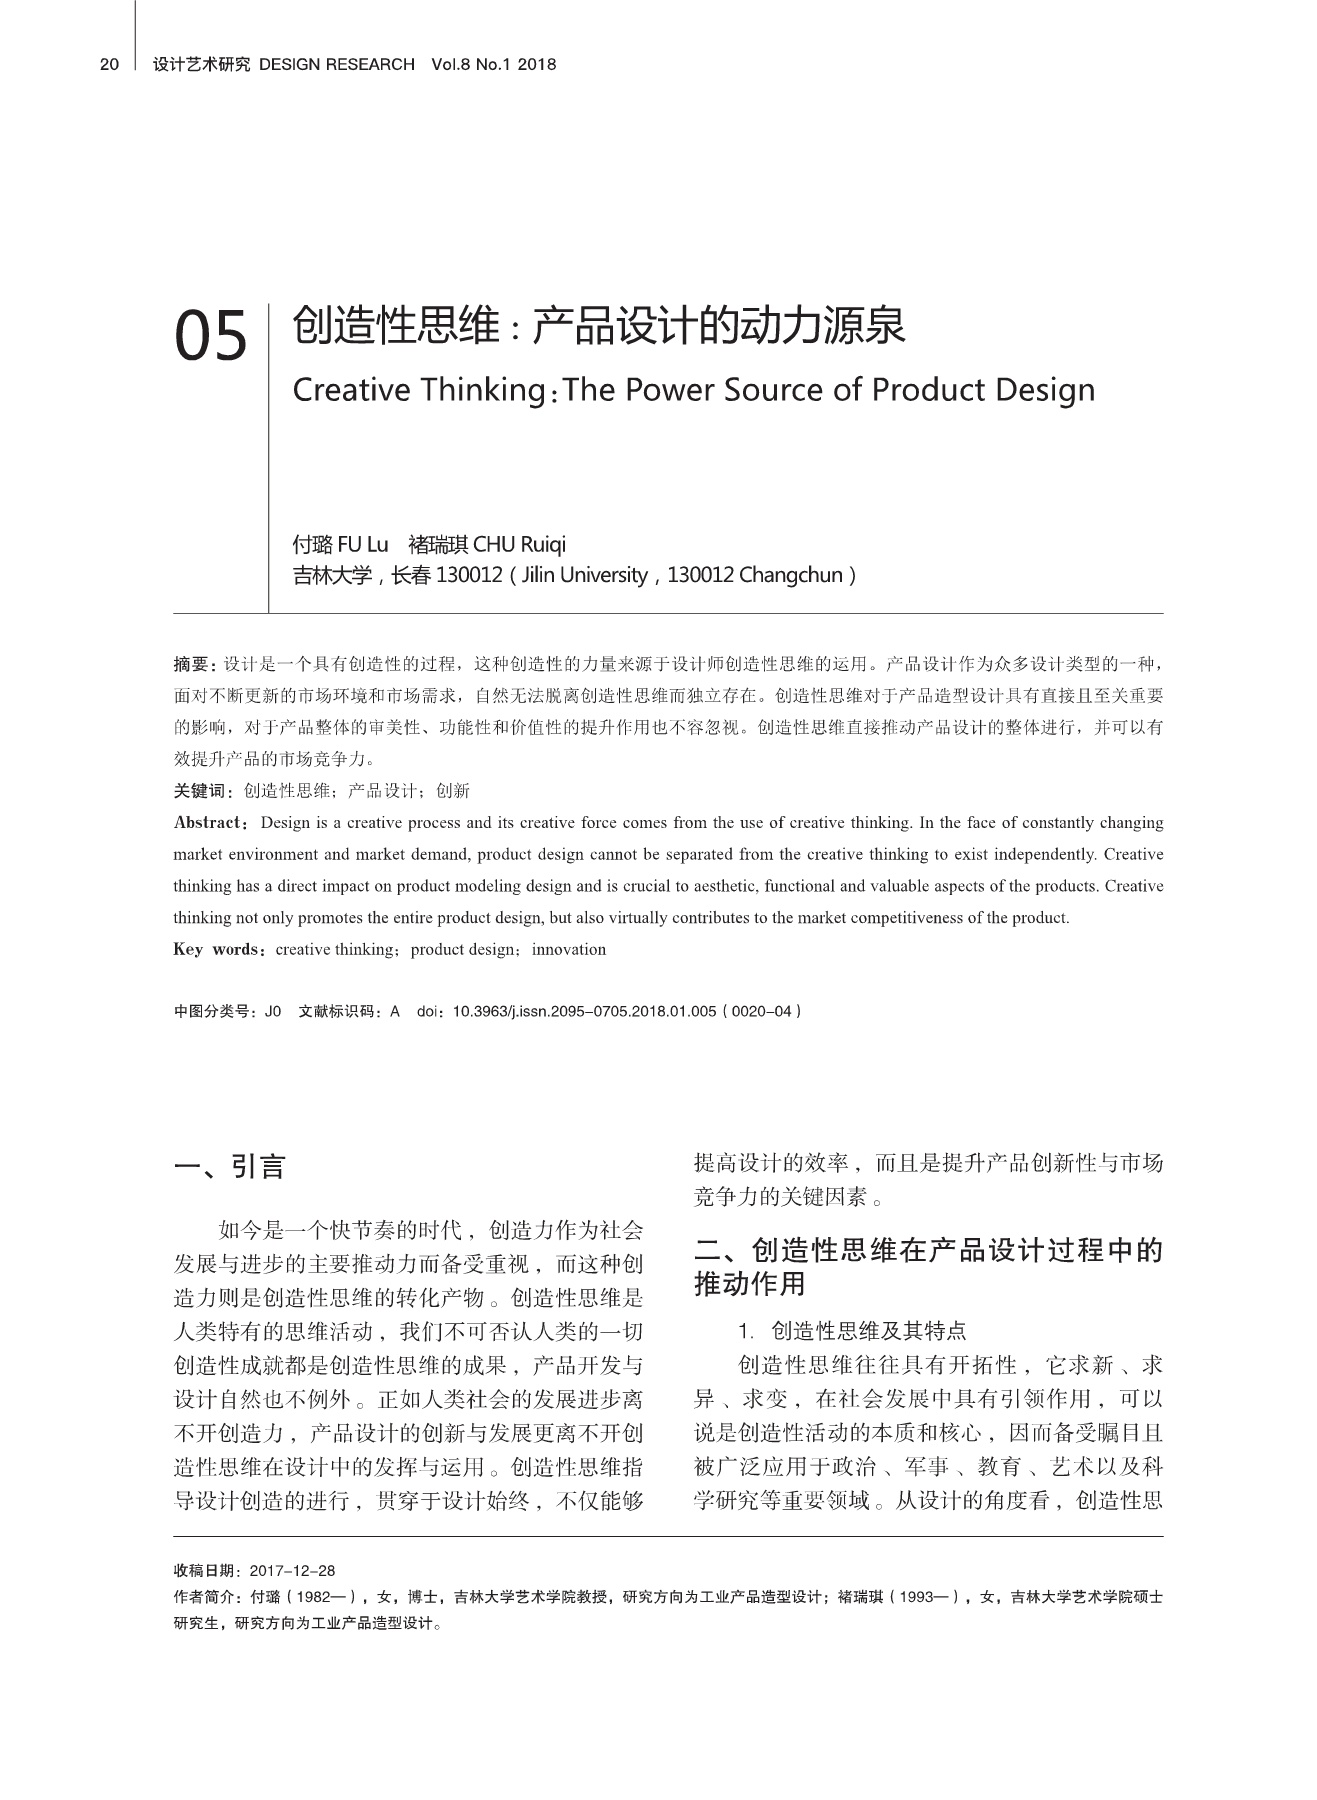 20 设计艺术研究 DESIGN RESEARCH Vol.8 No.1 2018
05
创造性思维：产品设计的动力源泉
Creative Thinking:The Power Source of Product Design
付璐 FU Lu 褚瑞琪 CHU Ruiqi
吉林大学，长春 130012（Jilin University，130012 Changchun）
摘要：设计是一个具有创造性的过程，这种创造性的力量来源于设计师创造性思维的运用。产品设计作为众多设计类型的一种，
面对不断更新的市场环境和市场需求，自然无法脱离创造性思维而独立存在。创造性思维对于产品造型设计具有直接且至关重要
的影响，对于产品整体的审美性、功能性和价值性的提升作用也不容忽视。创造性思维直接推动产品设计的整体进行，并可以有
效提升产品的市场竞争力。
关键词：创造性思维；产品设计；创新
Abstract：Design is a creative process and its creative force comes from the use of creative thinking. In the face of constantly changing
market environment and market demand, product design cannot be separated from the creative thinking to exist independently. Creative
thinking has a direct impact on product modeling design and is crucial to aesthetic, functional and valuable aspects of the products. Creative
thinking not only promotes the entire product design, but also virtually contributes to the market competitiveness of the product.
Key words：creative thinking；product design；innovation
中图分类号：J0 文献标识码：A doi：10.3963/j.issn.2095-0705.2018.01.005（0020-04）
一、引言
如今是一个快节奏的时代，创造力作为社会
发展与进步的主要推动力而备受重视，而这种创
造力则是创造性思维的转化产物。创造性思维是
人类特有的思维活动，我们不可否认人类的一切
创造性成就都是创造性思维的成果，产品开发与
设计自然也不例外。正如人类社会的发展进步离
不开创造力，产品设计的创新与发展更离不开创
造性思维在设计中的发挥与运用。创造性思维指
导设计创造的进行，贯穿于设计始终，不仅能够
提高设计的效率，而且是提升产品创新性与市场
竞争力的关键因素。
二、创造性思维在产品设计过程中的
推动作用
1. 创造性思维及其特点
创造性思维往往具有开拓性，它求新、求
异、求变，在社会发展中具有引领作用，可以
说是创造性活动的本质和核心，因而备受瞩目且
被广泛应用于政治、军事、教育、艺术以及科
学研究等重要领域。从设计的角度看，创造性思
收稿日期：2017-12-28
作者简介：付璐（1982—），女，博士，吉林大学艺术学院教授，研究方向为工业产品造型设计；褚瑞琪（1993—），女，吉林大学艺术学院硕士
研究生，研究方向为工业产品造型设计。